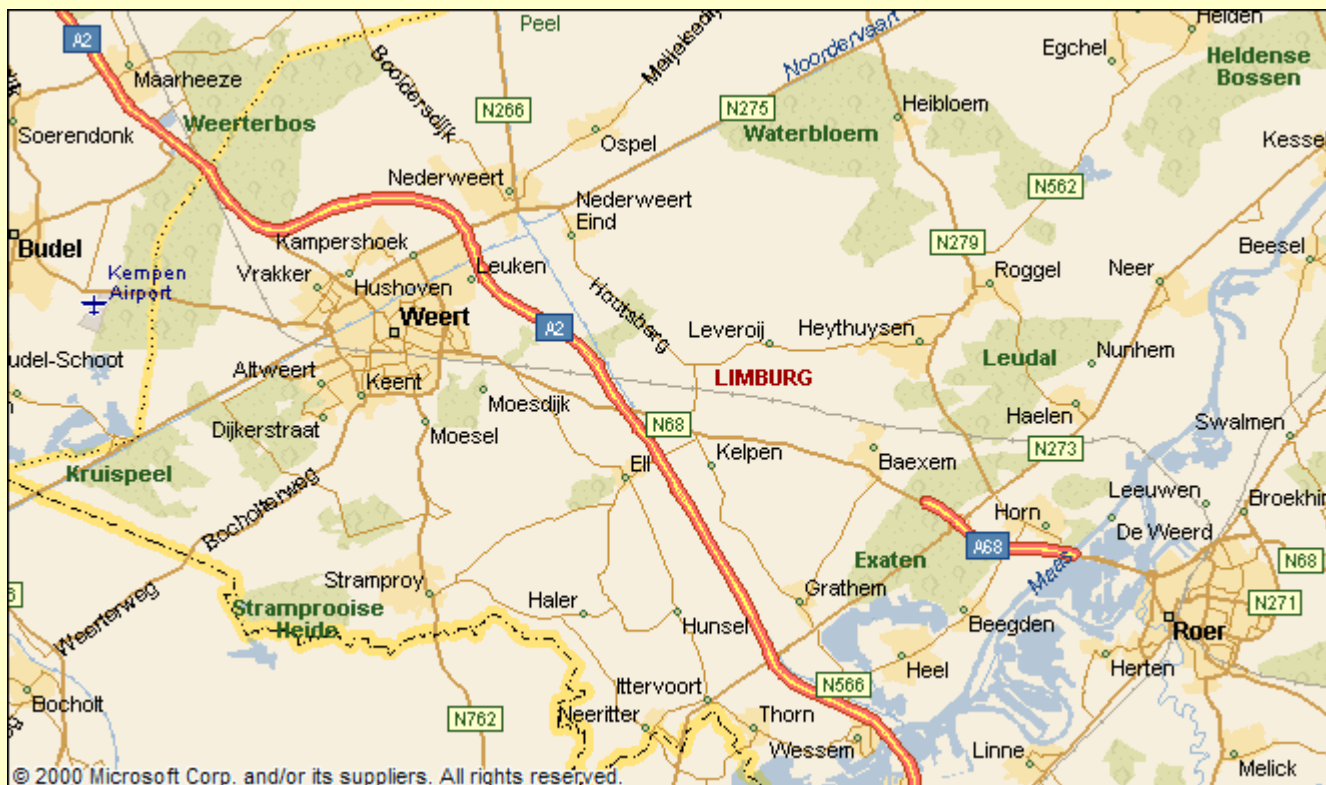 Peel
Helden
A2
Egchel
Heldense
Bossen
Maarheeze
Booldersdijk
Meijelsedij
Noordervaart
N266
N275
Heibloem
Weerterbos
Waterbloem
Soerendonk
Ospel
Kessel
Nederweert
N562
Nederweert
Eind
Budel
Kampershoek
N279
Beesel
Kempen
Airport
Vrakker
Leuken
Roggel
Neer
Hushoven
Houtsberg
Weert
A2
Leveroij
Heythuysen
udel-Schoot
Altweert
Leudal
Nunhem
Keent
LIMBURG
Moesdijk
Haelen
Dijkerstraat
Moesel
N68
Swalmen
Kruispeel
Ell
Kelpen
Baexem
N273
Bocholterweg
Leeuwen
Broekhin
Horn
De Weerd
A68
Exaten
N68
Maas
Stramproy
Grathem
6
Weerterweg
Stramprooise
Heide
Haler
Hunsel
Beegden
N271
Roer
Heel
Herten
Ittervoort
N566
Bocholt
N762
Neeritter
Thorn
Wessem
Linne
Melick
© 2000 Microsoft Corp. and/or its suppliers. All rights reserved.